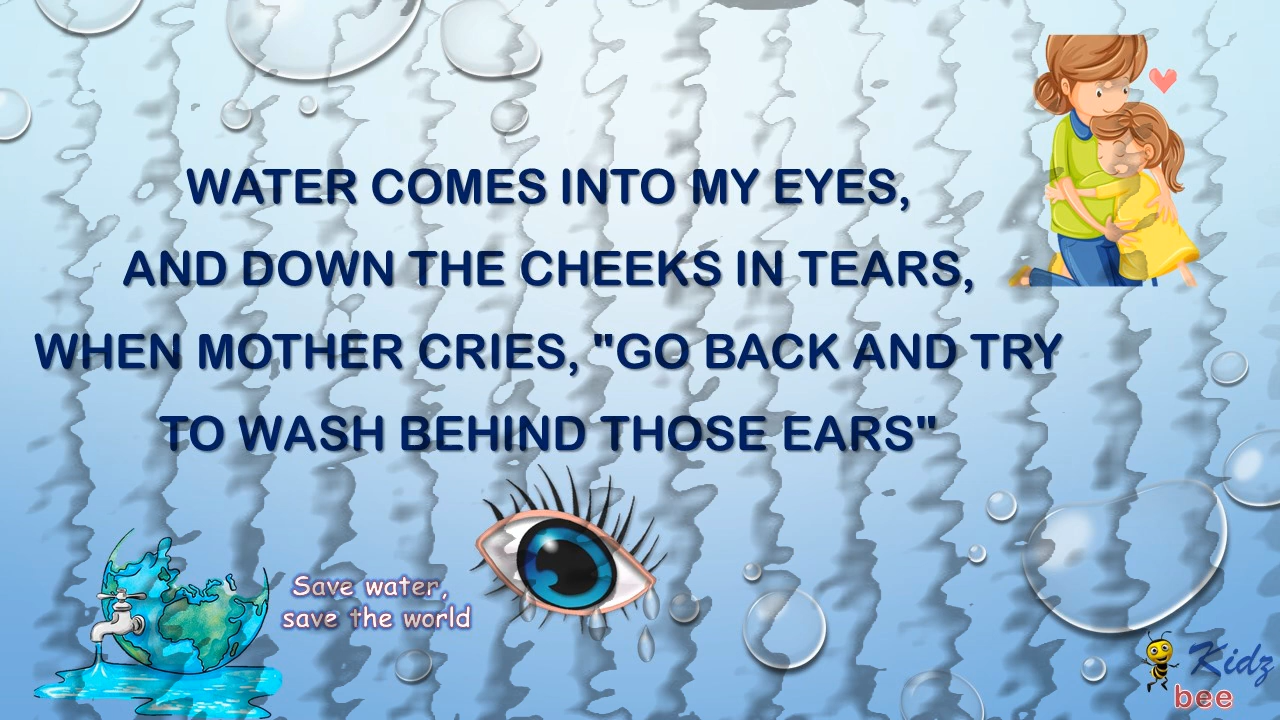 WATER COMES INTO MY EYES,
AND DOWN THE CHEEKS IN TEARS,
WHEN MOTHER CRIES, "GO BACK AND TRY
TO WASH BEHIND THOSE EARS"
Save water,
save the world
Kidz
bee